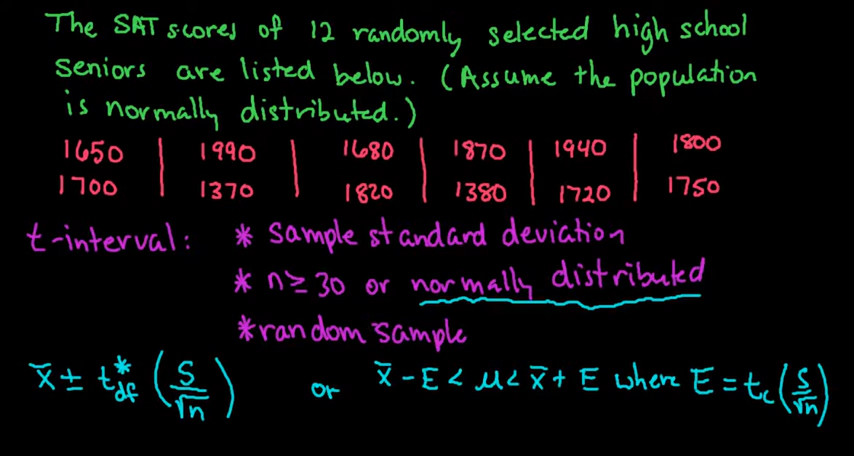 The SAT scores of 12 randomly selected high school
seniors are listed below. (Assume the population
is normally distributed.)
1650 | 1990 | 1680 | 1870 | 1940 | 1800
1700 | 1370 | 1820 | 1380 | 1720 | 1750
t-interval: * sample standard deviation
* n ≥ 30 or normally distributed
* random sample
x̄ ± t*df (S/√n) or x̄ - E < μ < x̄ + E where E = tc (S/√n)